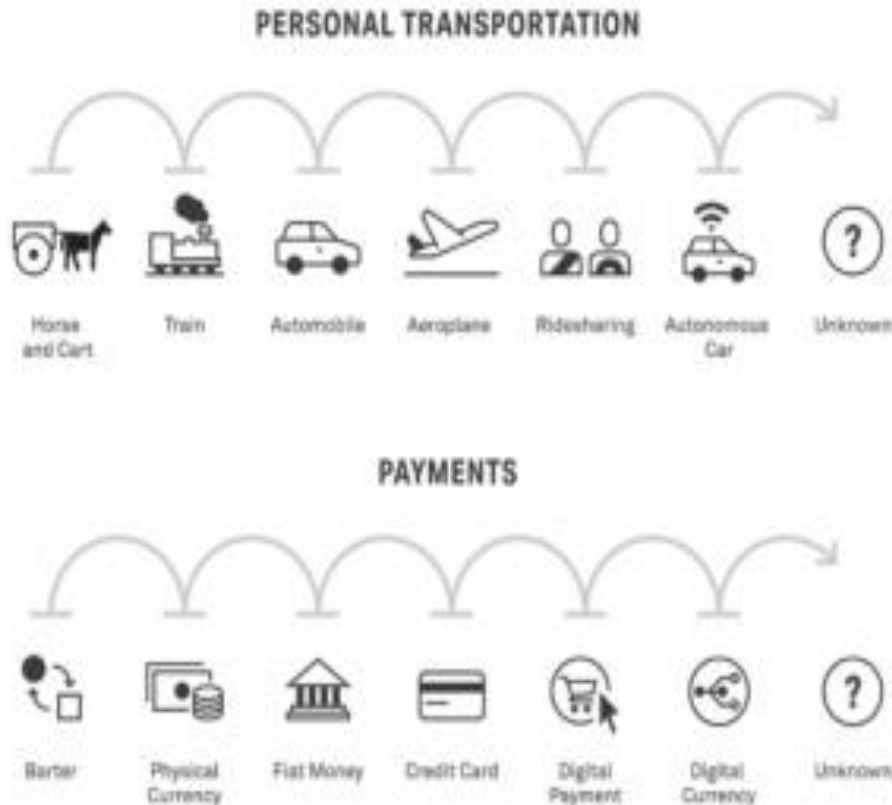 PERSONAL TRANSPORTATION
Horse
and Cart
Train
Automobile
Aeroplane
Ridesharing
Autonomous
Car
?
Unknown
PAYMENTS
Barter
Physical
Currency
Fiat Money
Credit Card
Digital
Payment
Digital
Currency
?
Unknown